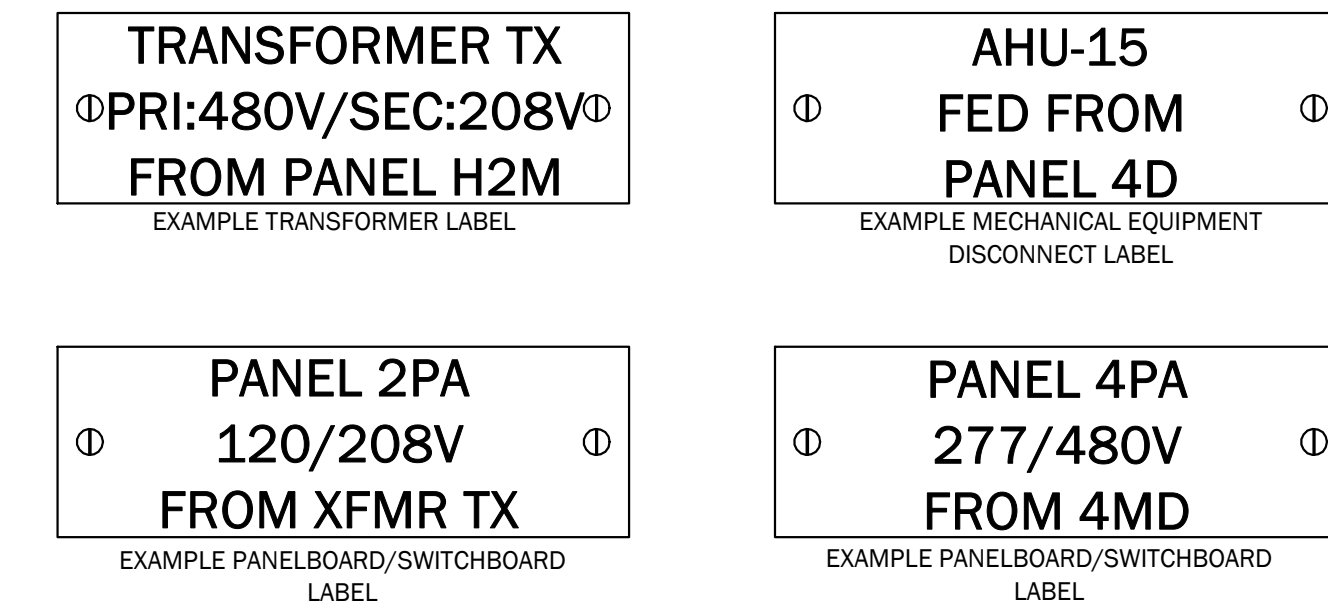 TRANSFORMER TX
PRI:480V/SEC:208V
FROM PANEL H2M
EXAMPLE TRANSFORMER LABEL
AHU-15
FED FROM
PANEL 4D
EXAMPLE MECHANICAL EQUIPMENT
DISCONNECT LABEL
PANEL 2PA
120/208V
FROM XFMR TX
EXAMPLE PANELBOARD/SWITCHBOARD
LABEL
PANEL 4PA
277/480V
FROM 4MD
EXAMPLE PANELBOARD/SWITCHBOARD
LABEL